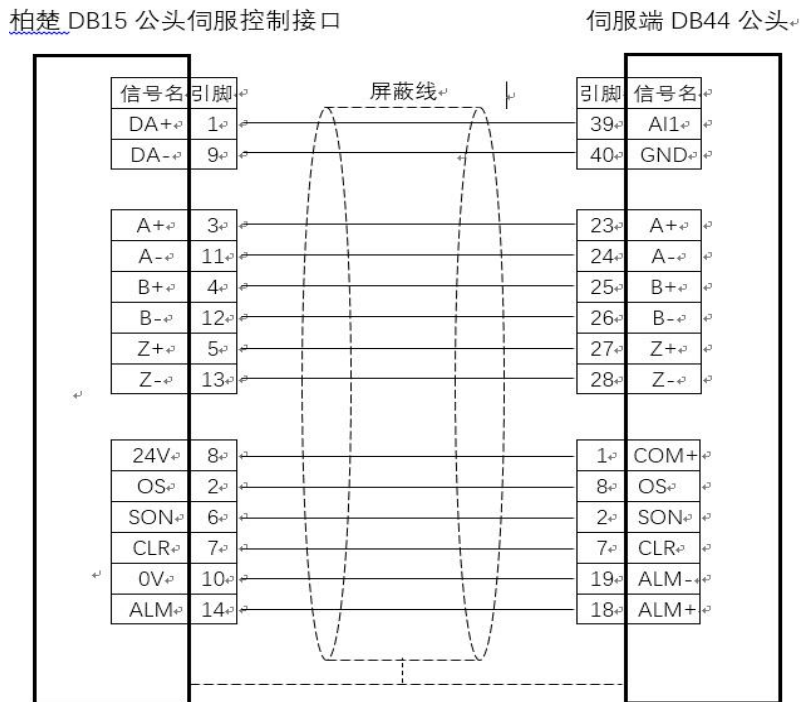 柏楚 DB15 公头伺服控制接口 伺服端 DB44 公头
信号名 引脚 屏蔽线 引脚 信号名
DA+ 1 39 AI1
DA- 9 40 GND
A+ 3 23 A+
A- 11 24 A-
B+ 4 25 B+
B- 12 26 B-
Z+ 5 27 Z+
Z- 13 28 Z-
24V 8 1 COM+
OS 2 8 OS
SON 6 2 SON
CLR 7 7 CLR
0V 10 19 ALM-
ALM 14 18 ALM+